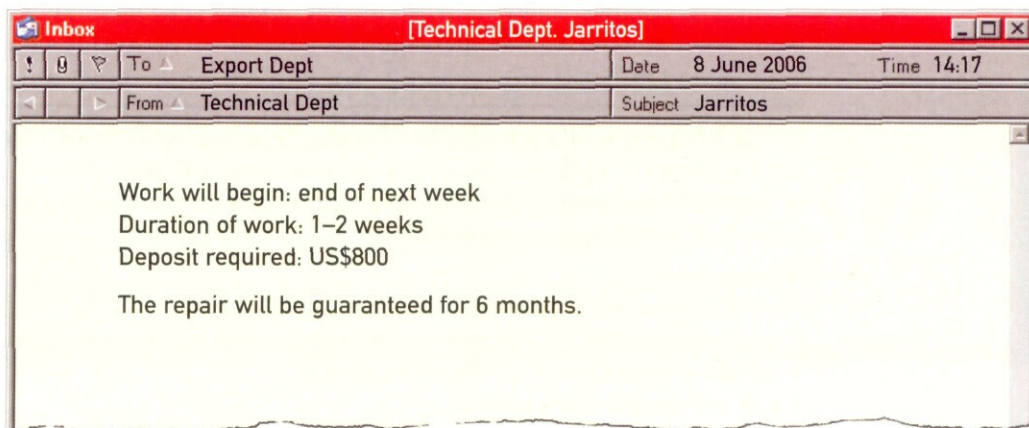 Inbox [Technical Dept. Jarritos]
! To Export Dept Date 8 June 2006 Time 14:17
From Technical Dept Subject Jarritos
Work will begin: end of next week
Duration of work: 1–2 weeks
Deposit required: US$800
The repair will be guaranteed for 6 months.